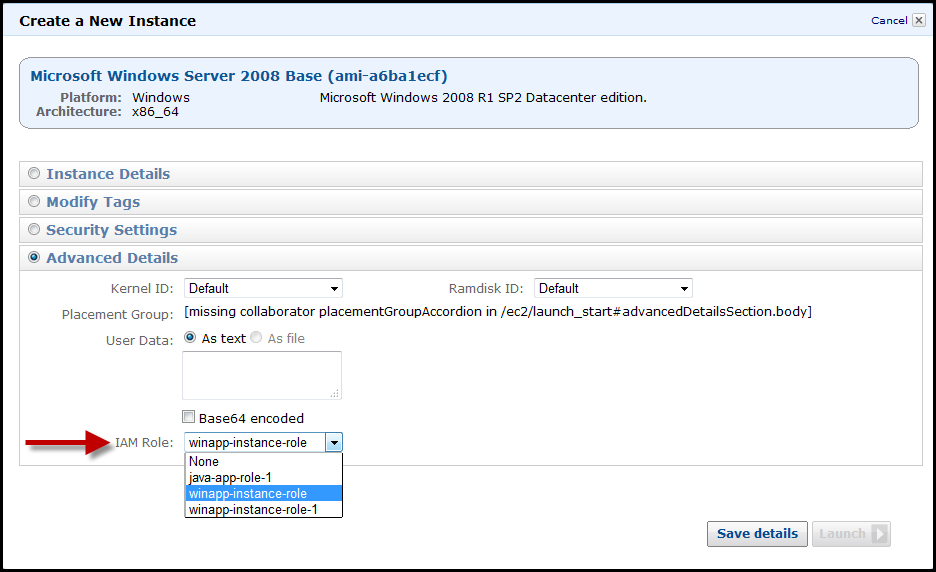 Create a New Instance Cancel
Microsoft Windows Server 2008 Base (ami-a6ba1ecf)
Platform: Windows Microsoft Windows 2008 R1 SP2 Datacenter edition.
Architecture: x86_64
Instance Details
Modify Tags
Security Settings
Advanced Details
Kernel ID: Default Ramdisk ID: Default
Placement Group: [missing collaborator placementGroupAccordion in /ec2/launch_start#advancedDetailsSection.body]
User Data: As text As file
Base64 encoded
IAM Role: winapp-instance-role
None
java-app-role-1
winapp-instance-role
winapp-instance-role-1
Save details Launch